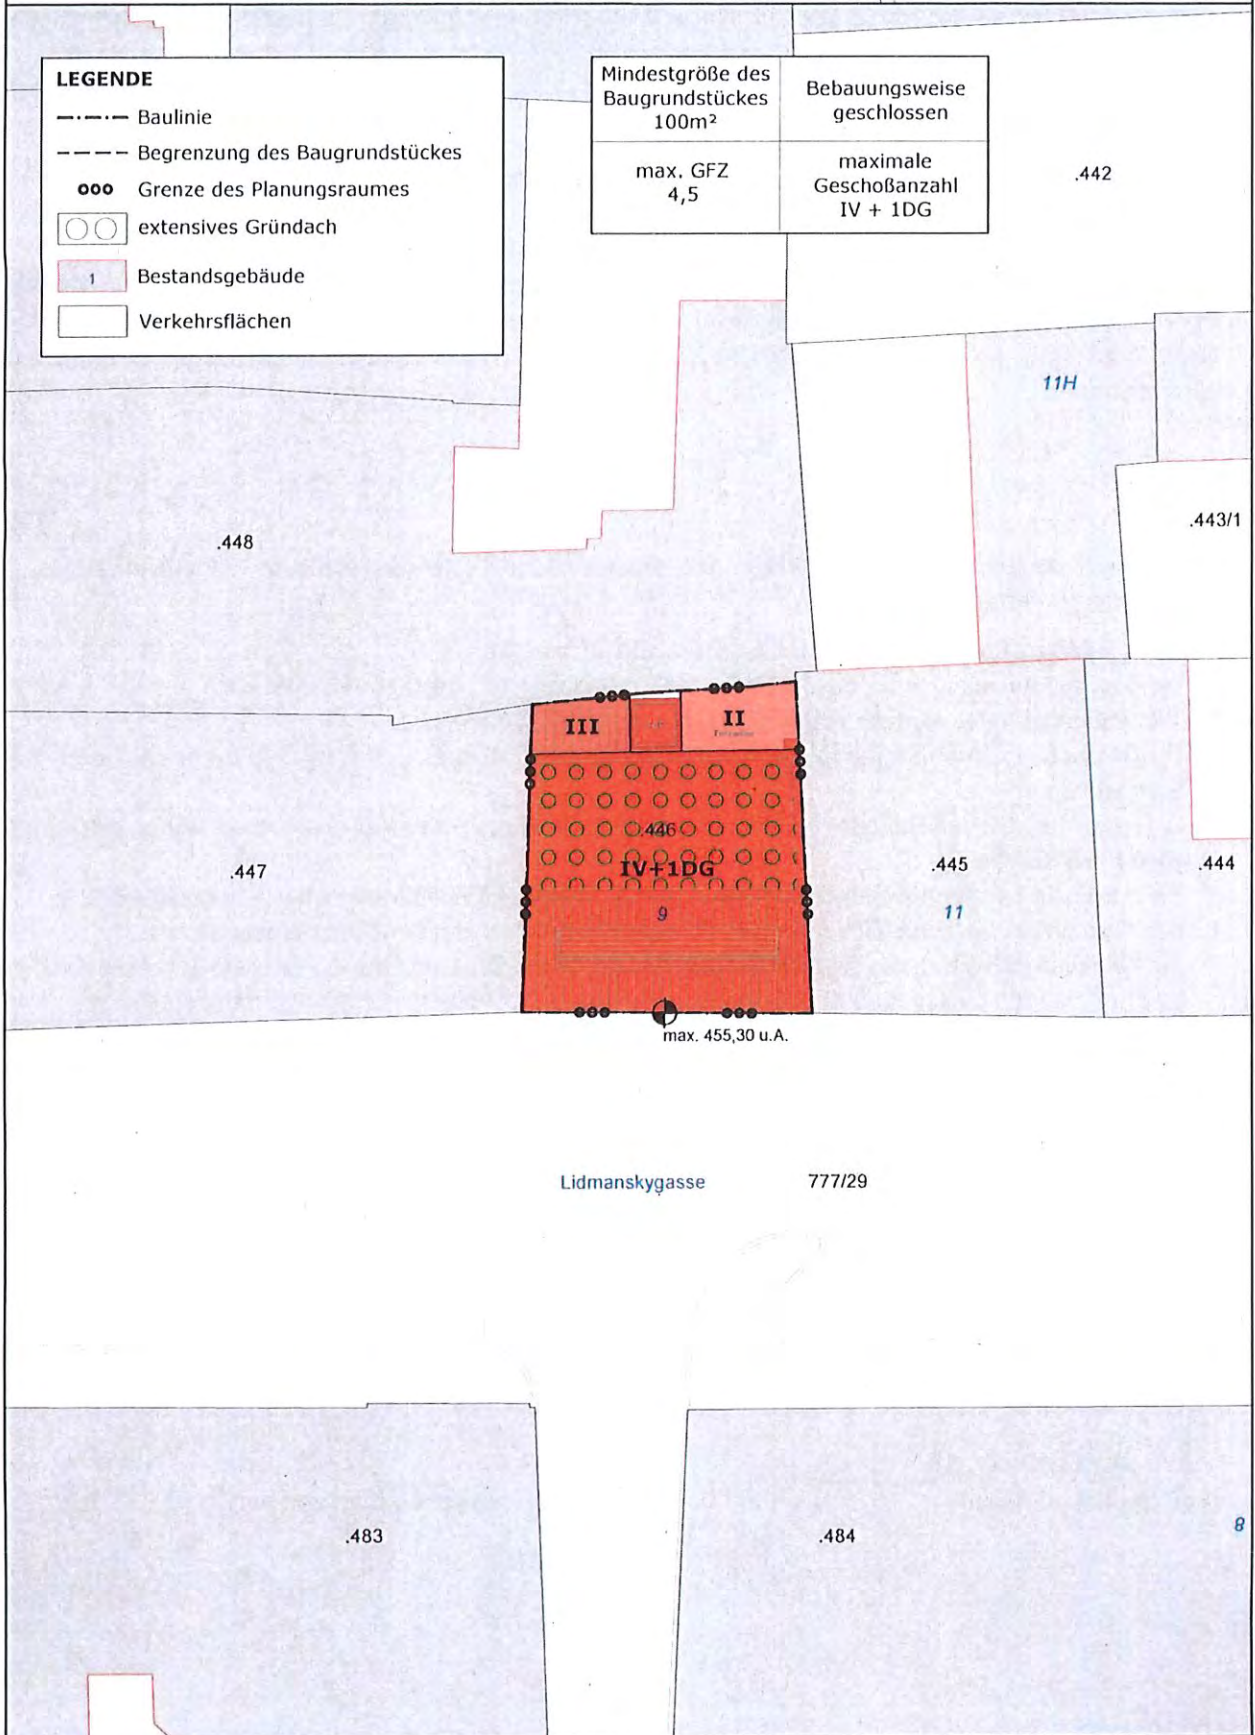 LEGENDE
Baulinie
Begrenzung des Baugrundstückes
Grenze des Planungsraumes
extensives Gründach
1
Bestandsgebäude
Verkehrsflächen
Mindestgröße des
Baugrundstückes
100m²
Bebauungsweise
geschlossen
max. GFZ
4,5
maximale
Geschoßanzahl
IV + 1DG
.442
11H
.443/1
.448
III
II
.446
IV+1DG
9
.447
.445
11
.444
max. 455,30 u.A.
Lidmanskygasse
777/29
.483
.484
8